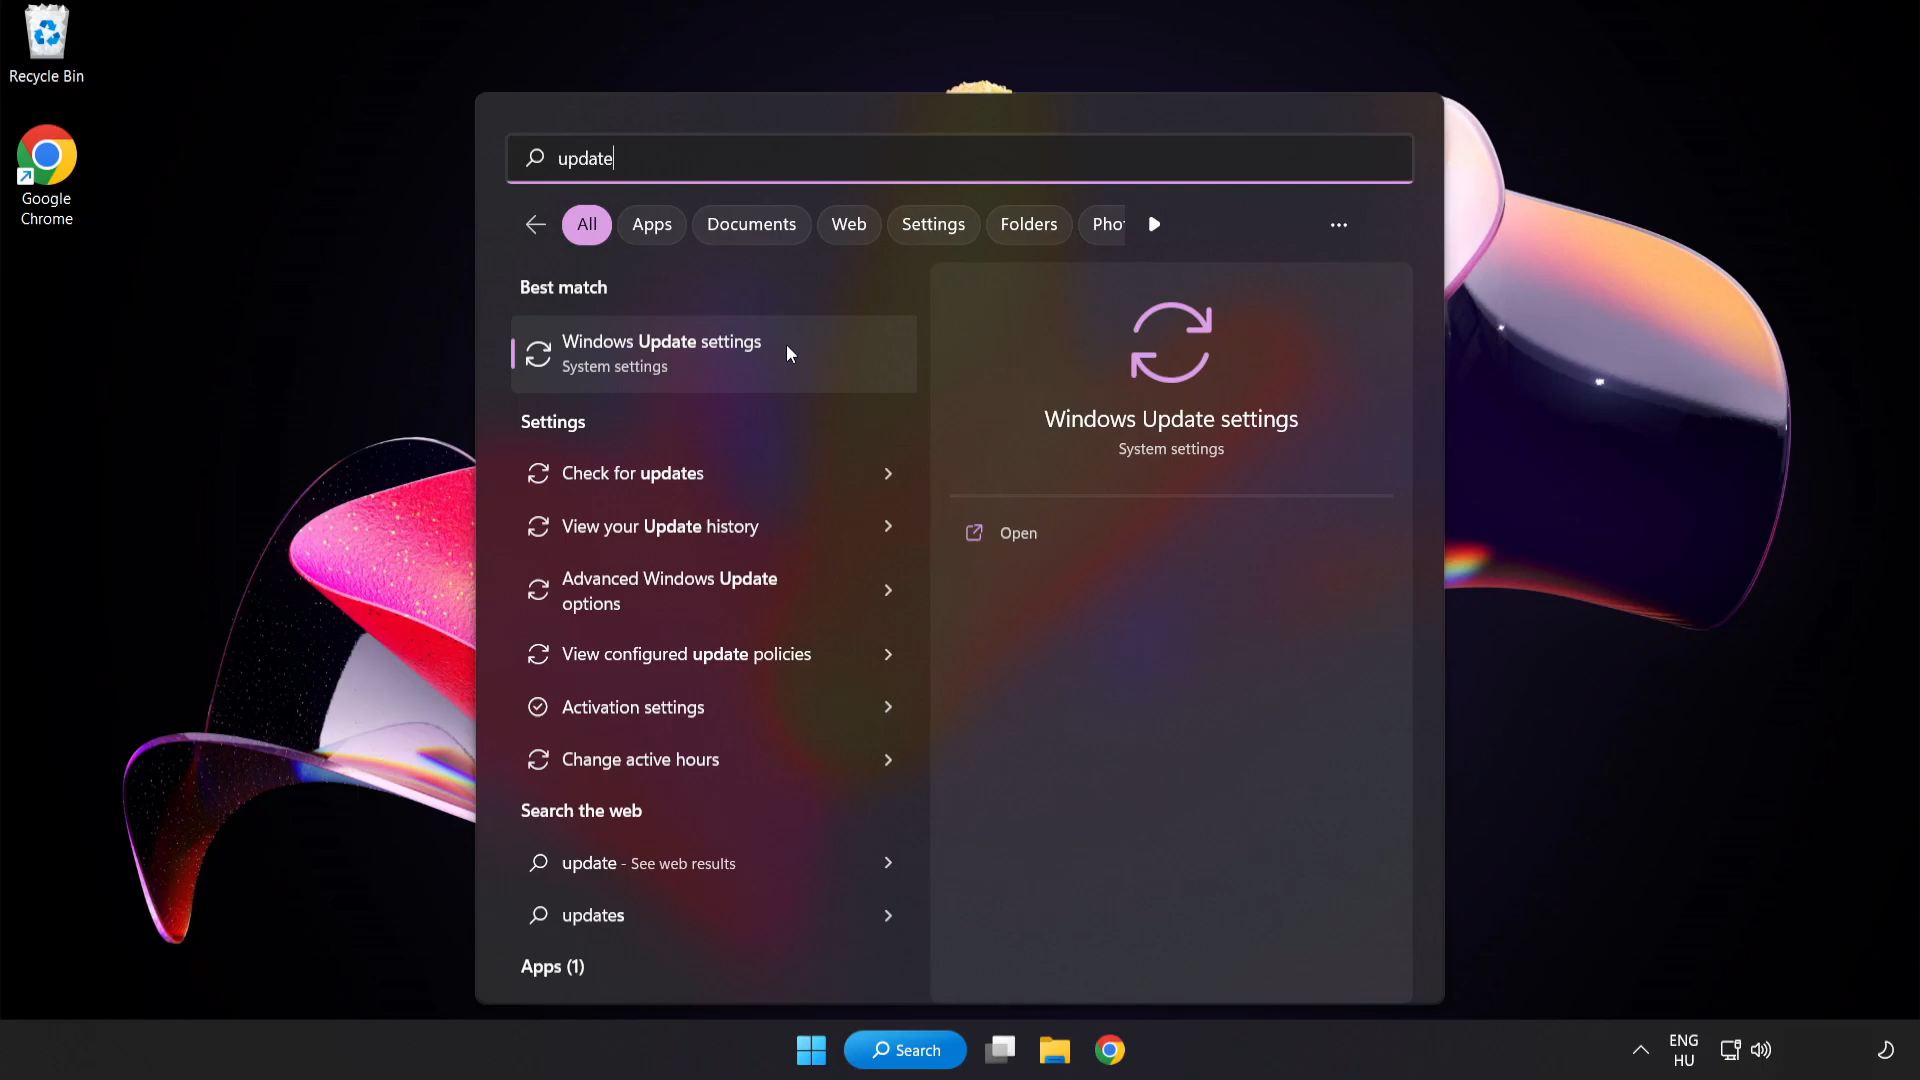 Recycle Bin
Google
Chrome
update
All
Apps
Documents
Web
Settings
Folders
Pho
Best match
Windows Update settings
System settings
Settings
Check for updates
View your Update history
Advanced Windows Update
options
View configured update policies
Activation settings
Change active hours
Search the web
update - See web results
updates
Apps (1)
Windows Update settings
System settings
Open
Search
ENG
HU